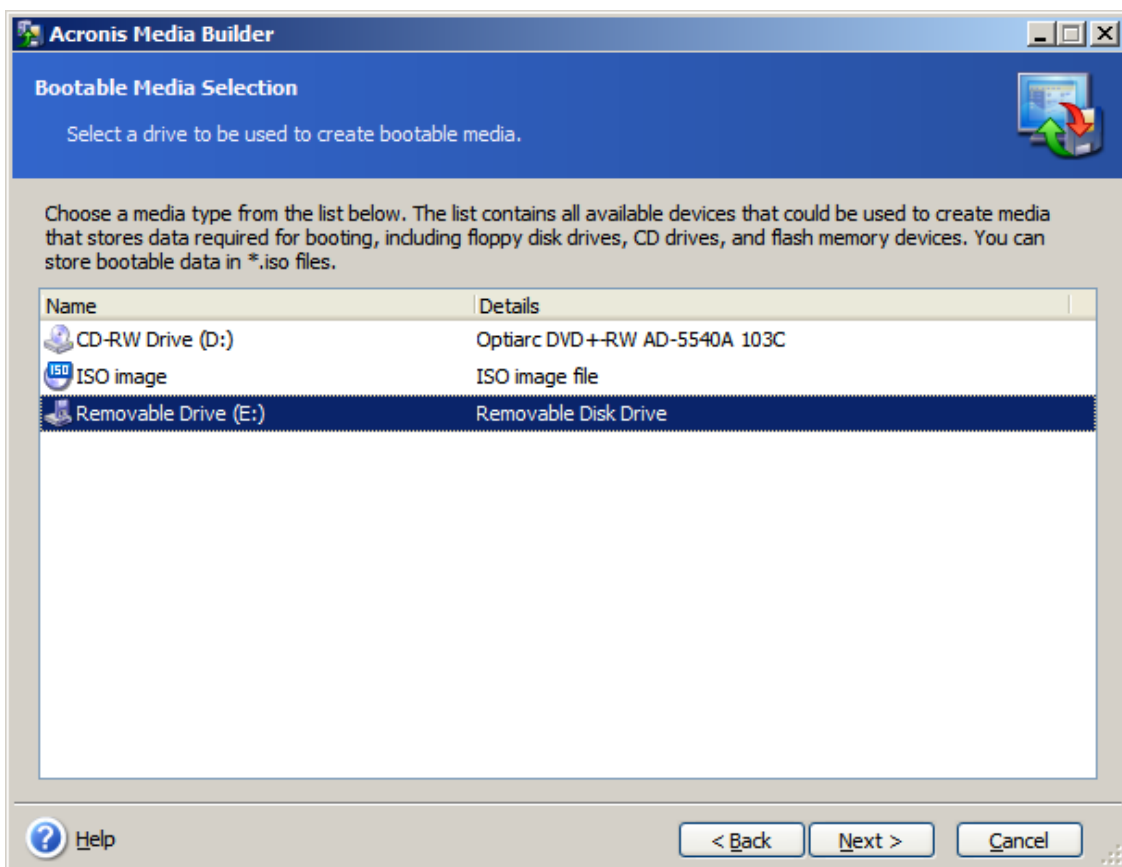 Acronis Media Builder
Bootable Media Selection
Select a drive to be used to create bootable media.
Choose a media type from the list below. The list contains all available devices that could be used to create media
that stores data required for booting, including floppy disk drives, CD drives, and flash memory devices. You can
store bootable data in *.iso files.
Name Details
CD-RW Drive (D:) Optiarc DVD+-RW AD-5540A 103C
ISO ISO image ISO image file
Removable Drive (E:) Removable Disk Drive
? Help < Back Next > Cancel